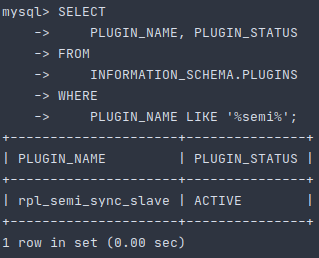 mysql> SELECT
    ->     PLUGIN_NAME, PLUGIN_STATUS
    -> FROM
    ->     INFORMATION_SCHEMA.PLUGINS
    -> WHERE
    ->     PLUGIN_NAME LIKE '%semi%';
+---------------------+---------------+
| PLUGIN_NAME         | PLUGIN_STATUS |
+---------------------+---------------+
| rpl_semi_sync_slave | ACTIVE        |
+---------------------+---------------+
1 row in set (0.00 sec)